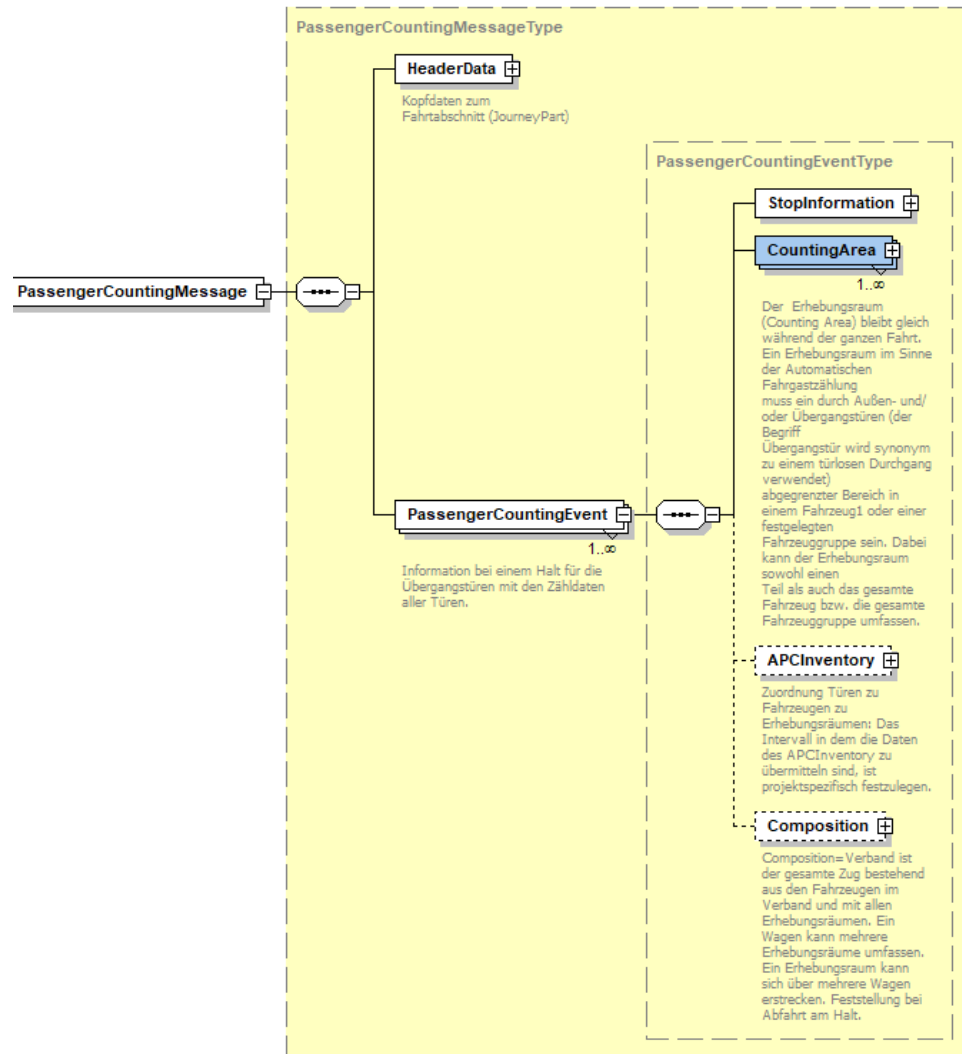 PassengerCountingMessageType
HeaderData
Kopfdaten zum
Fahrtabschnitt (JourneyPart)
PassengerCountingEventType
StopInformation
CountingArea
1..∞
Der  Erhebungsraum
(Counting Area) bleibt gleich
während der ganzen Fahrt.
Ein Erhebungsraum im Sinne
der Automatischen
Fahrgastzählung
muss ein durch Außen- und/
oder Übergangstüren (der
Begriff
Übergangstür wird synonym
zu einem türlosen Durchgang
verwendet)
abgegrenzter Bereich in
einem Fahrzeug1 oder einer
festgelegten
Fahrzeuggruppe sein. Dabei
kann der Erhebungsraum
sowohl einen
Teil als auch das gesamte
Fahrzeug bzw. die gesamte
Fahrzeuggruppe umfassen.
PassengerCountingMessage
PassengerCountingEvent
1..∞
Information bei einem Halt für die
Übergangstüren mit den Zähldaten
aller Türen.
APCInventory
Zuordnung Türen zu
Fahrzeugen zu
Erhebungsräumen: Das
Intervall in dem die Daten
des APCInventory zu
übermitteln sind, ist
projektspezifisch festzulegen.
Composition
Composition=Verband ist
der gesamte Zug bestehend
aus den Fahrzeugen im
Verband und mit allen
Erhebungsräumen. Ein
Wagen kann mehrere
Erhebungsräume umfassen.
Ein Erhebungsraum kann
sich über mehrere Wagen
erstrecken. Feststellung bei
Abfahrt am Halt.